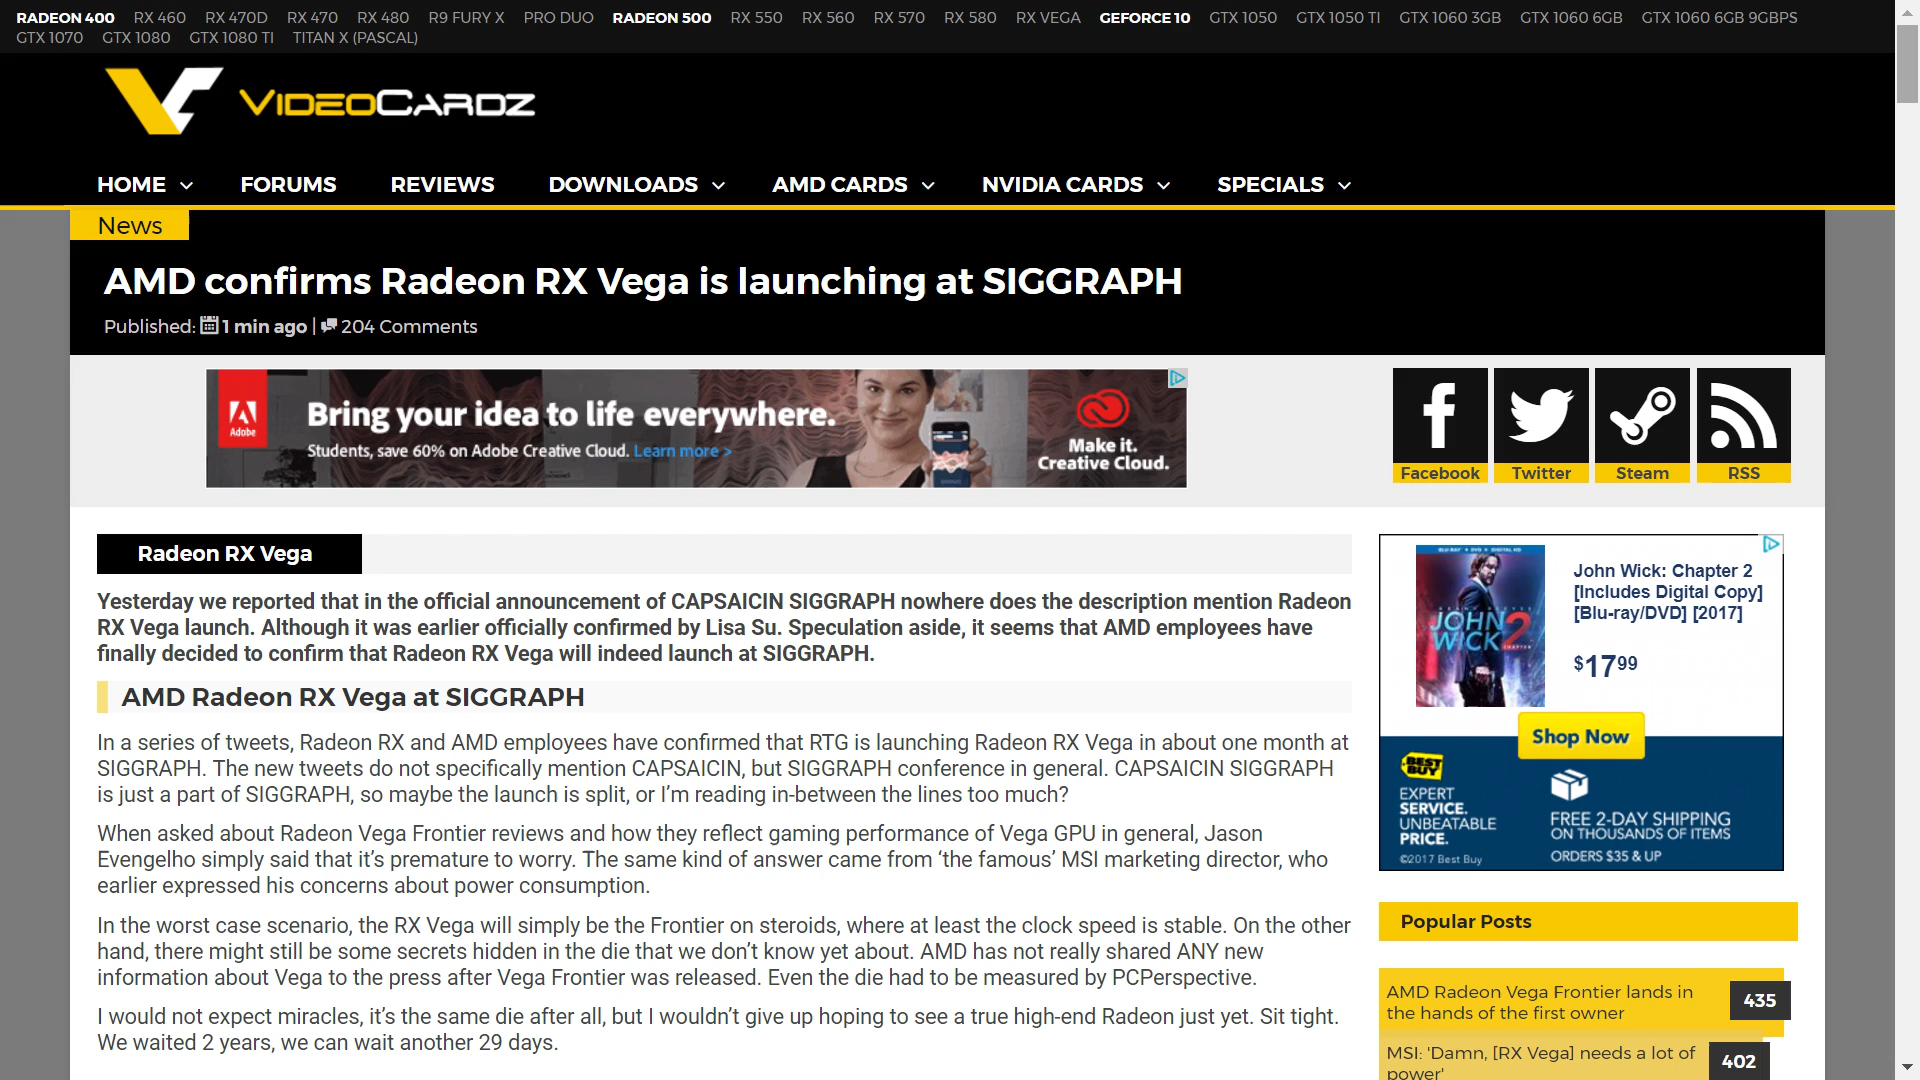 RADEON 400 RX 460 RX 470D RX 470 RX 480 R9 FURY X PRO DUO RADEON 500 RX 550 RX 560 RX 570 RX 580 RX VEGA GEFORCE 10 GTX 1050 GTX 1050 TI GTX 1060 3GB GTX 1060 6GB GTX 1060 6GB 9GBPS
GTX 1070 GTX 1080 GTX 1080 TI TITAN X (PASCAL)
VIDEOCARDZ
HOME FORUMS REVIEWS DOWNLOADS AMD CARDS NVIDIA CARDS SPECIALS
News
AMD confirms Radeon RX Vega is launching at SIGGRAPH
Published: 1 min ago | 204 Comments
Adobe
Bring your idea to life everywhere.
Students, save 60% on Adobe Creative Cloud. Learn more >
Make it.
Creative Cloud.
Facebook Twitter Steam RSS
Radeon RX Vega
Yesterday we reported that in the official announcement of CAPSAICIN SIGGRAPH nowhere does the description mention Radeon
RX Vega launch. Although it was earlier officially confirmed by Lisa Su. Speculation aside, it seems that AMD employees have
finally decided to confirm that Radeon RX Vega will indeed launch at SIGGRAPH.
AMD Radeon RX Vega at SIGGRAPH
In a series of tweets, Radeon RX and AMD employees have confirmed that RTG is launching Radeon RX Vega in about one month at
SIGGRAPH. The new tweets do not specifically mention CAPSAICIN, but SIGGRAPH conference in general. CAPSAICIN SIGGRAPH
is just a part of SIGGRAPH, so maybe the launch is split, or I'm reading in-between the lines too much?
When asked about Radeon Vega Frontier reviews and how they reflect gaming performance of Vega GPU in general, Jason
Evengelho simply said that it's premature to worry. The same kind of answer came from ‘the famous’ MSI marketing director, who
earlier expressed his concerns about power consumption.
In the worst case scenario, the RX Vega will simply be the Frontier on steroids, where at least the clock speed is stable. On the other
hand, there might still be some secrets hidden in the die that we don't know yet about. AMD has not really shared ANY new
information about Vega to the press after Vega Frontier was released. Even the die had to be measured by PCPerspective.
I would not expect miracles, it's the same die after all, but I wouldn't give up hoping to see a true high-end Radeon just yet. Sit tight.
We waited 2 years, we can wait another 29 days.
BLU-RAY + DVD + DIGITAL HD
KEANU REEVES
JOHN
WICK 2
CHAPTER
John Wick: Chapter 2
[Includes Digital Copy]
[Blu-ray/DVD] [2017]
$17 99
Shop Now
BEST BUY
EXPERT
SERVICE.
UNBEATABLE
PRICE.
©2017 Best Buy
FREE 2-DAY SHIPPING
ON THOUSANDS OF ITEMS
ORDERS $35 & UP
Popular Posts
AMD Radeon Vega Frontier lands in
the hands of the first owner
435
MSI: 'Damn, [RX Vega] needs a lot of
power'
402